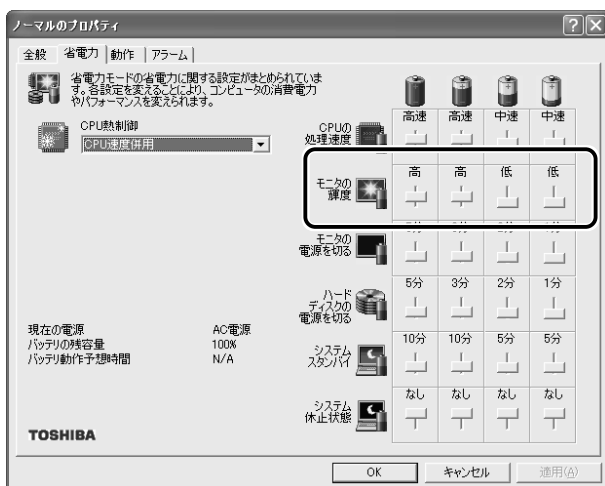 ノーマルのプロパティ
全般
省電力
動作
アラーム
省電力モードの省電力に関する設定がまとめられていま
す。各設定を変えることにより、コンピュータの消費電力
やパフォーマンスを変えられます。
CPU熱制御
CPU速度併用
CPUの
処理速度
高速 高速 中速 中速
モニタの
輝度
高 高 低 低
モニタの
電源を切る
ハード
ディスクの
電源を切る
5分 3分 2分 1分
システム
スタンバイ
10分 10分 5分 5分
システム
休止状態
なし なし なし なし
現在の電源 AC電源
バッテリの残容量 100%
バッテリ動作予想時間 N/A
TOSHIBA
OK
キャンセル
適用(A)